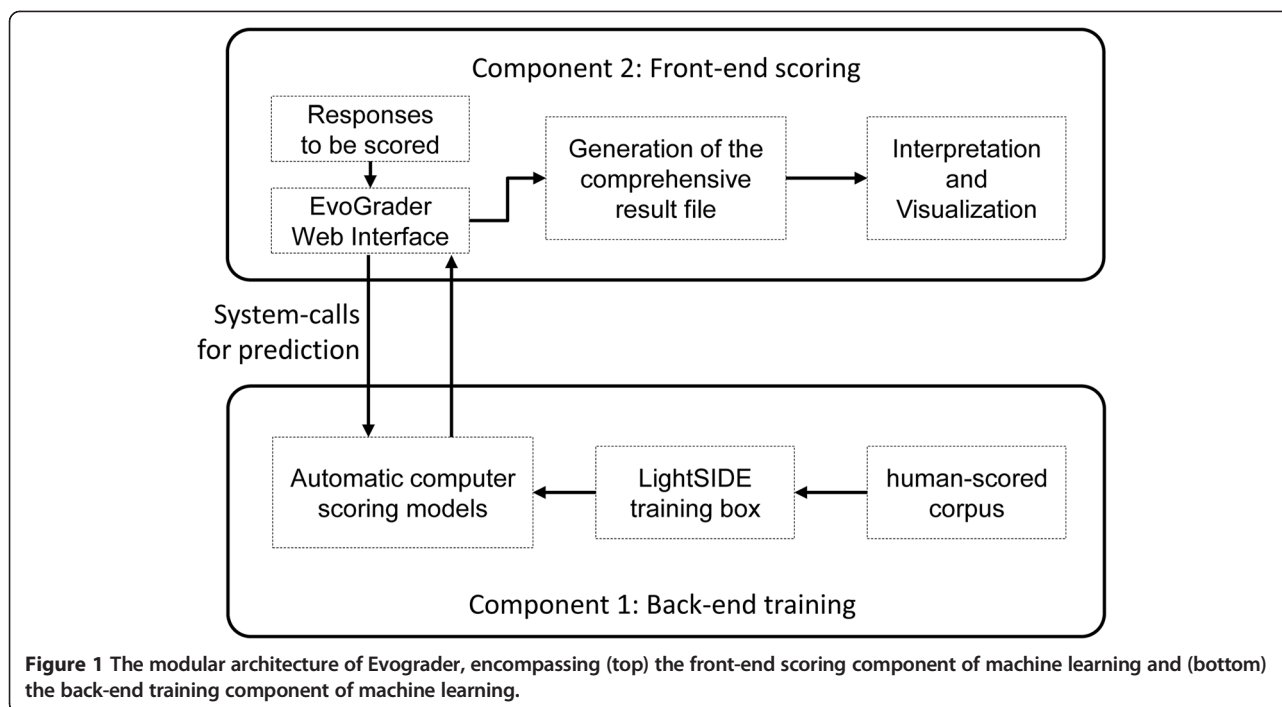 Component 2: Front-end scoring
Responses
to be scored
EvoGrader
Web Interface
Generation of the
comprehensive
result file
Interpretation
and
Visualization
System-calls
for prediction
Automatic computer
scoring models
LightSIDE
training box
human-scored
corpus
Component 1: Back-end training
Figure 1 The modular architecture of Evograder, encompassing (top) the front-end scoring component of machine learning and (bottom)
the back-end training component of machine learning.